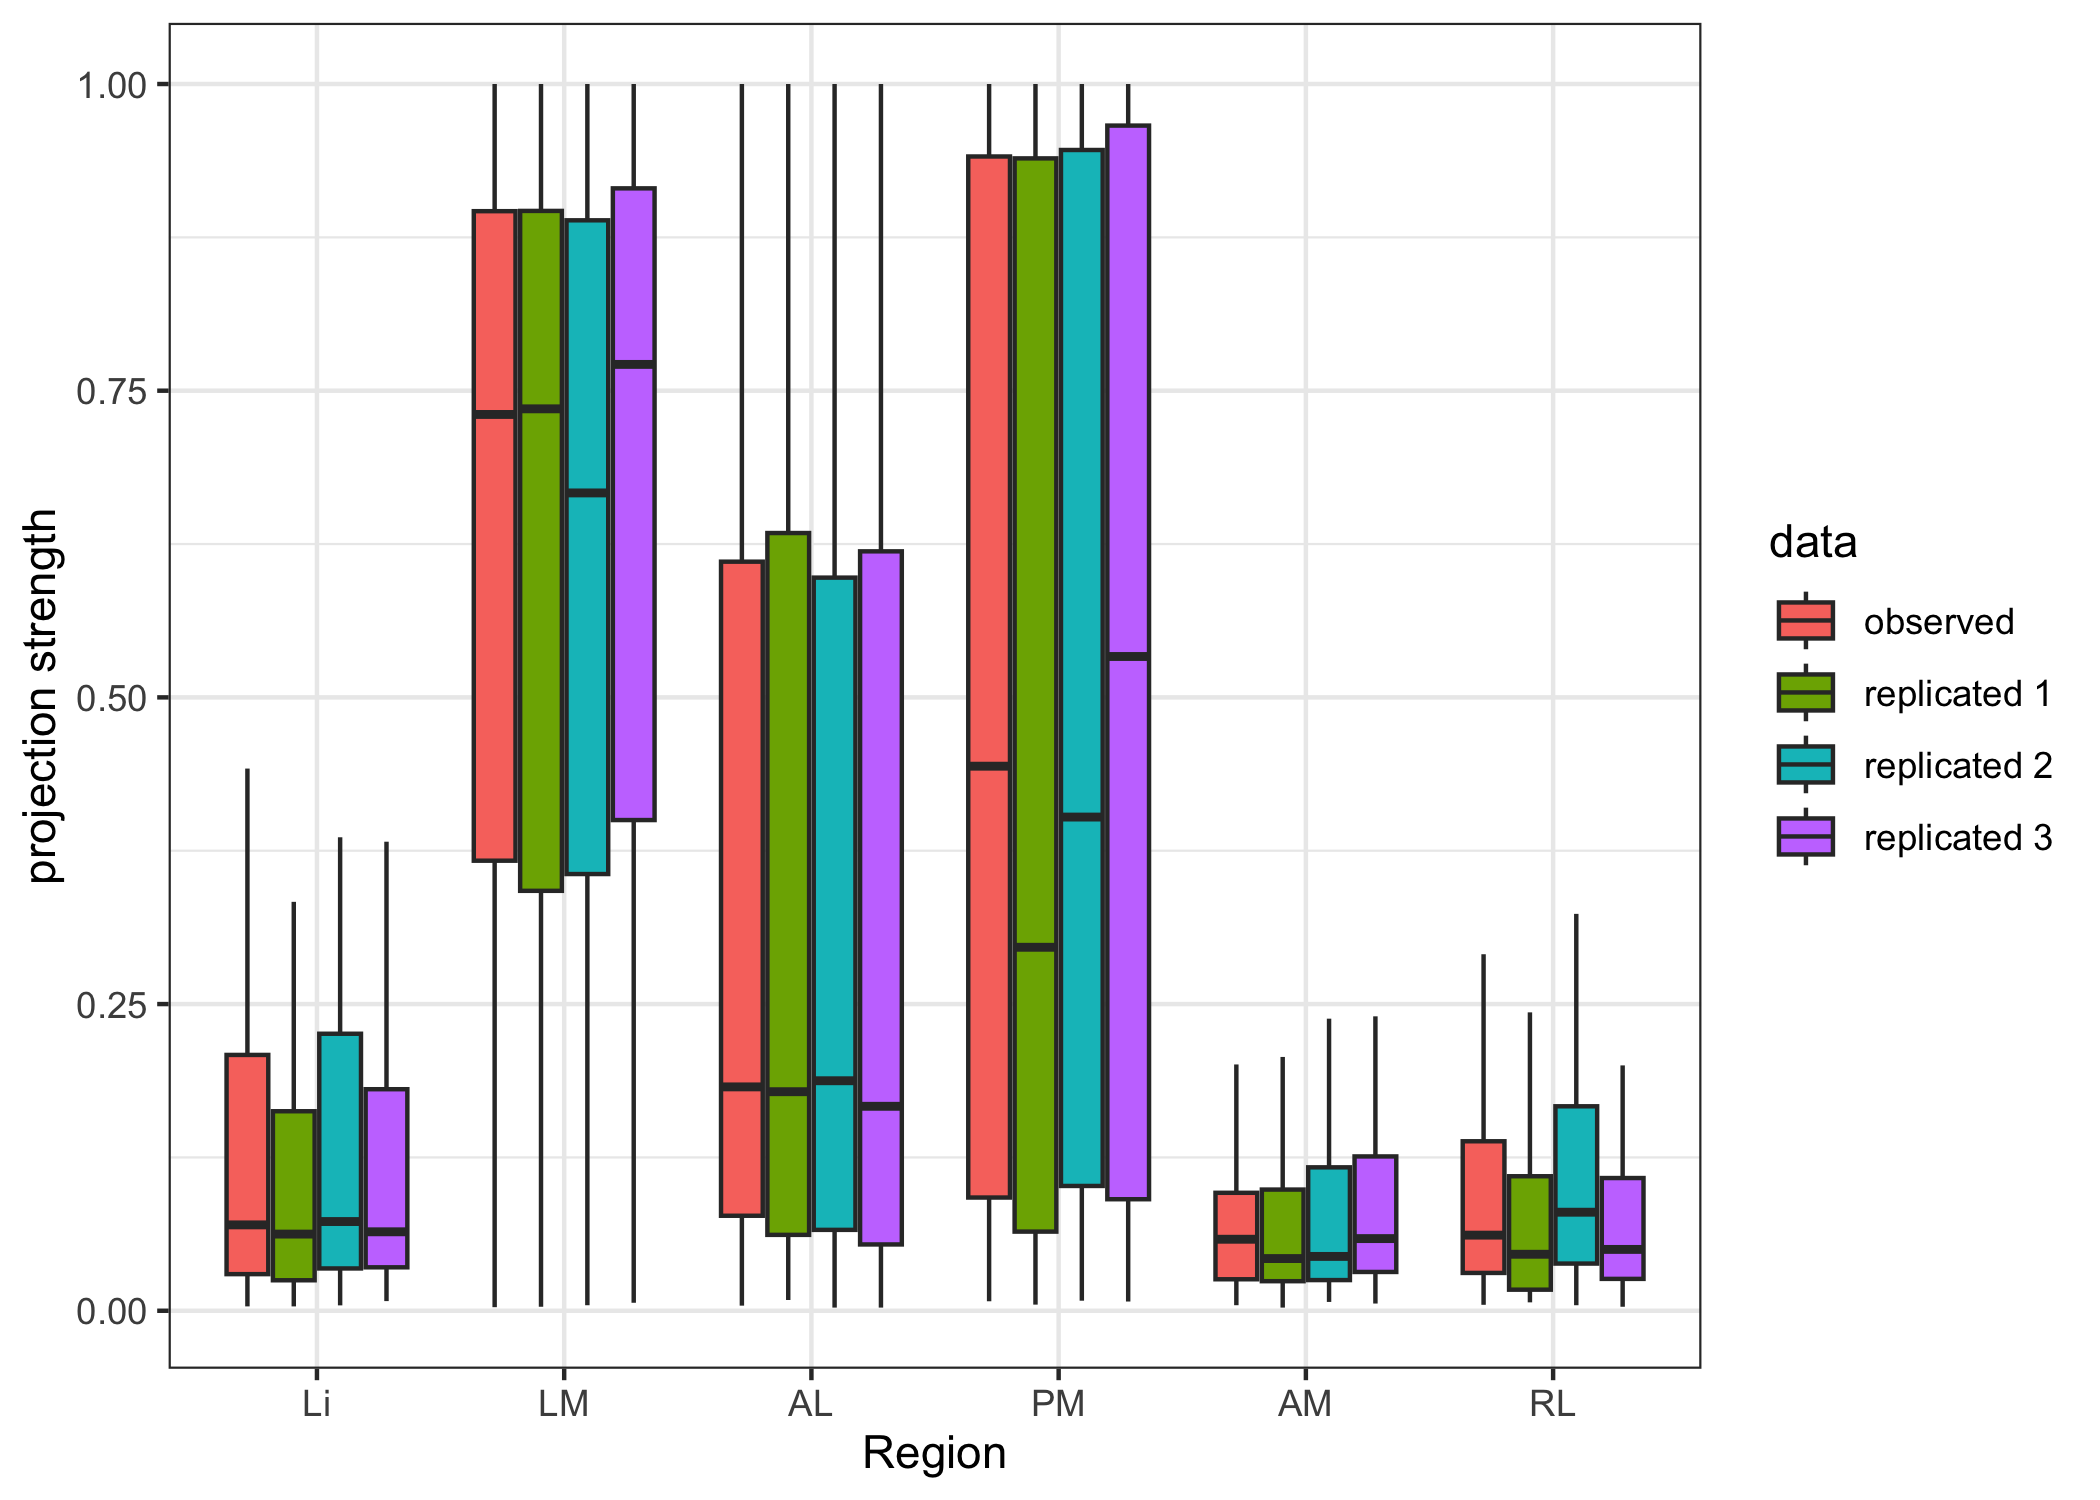 1.00
0.75
0.50
0.25
0.00
projection strength
Li LM AL PM AM RL
Region
data
observed
replicated 1
replicated 2
replicated 3